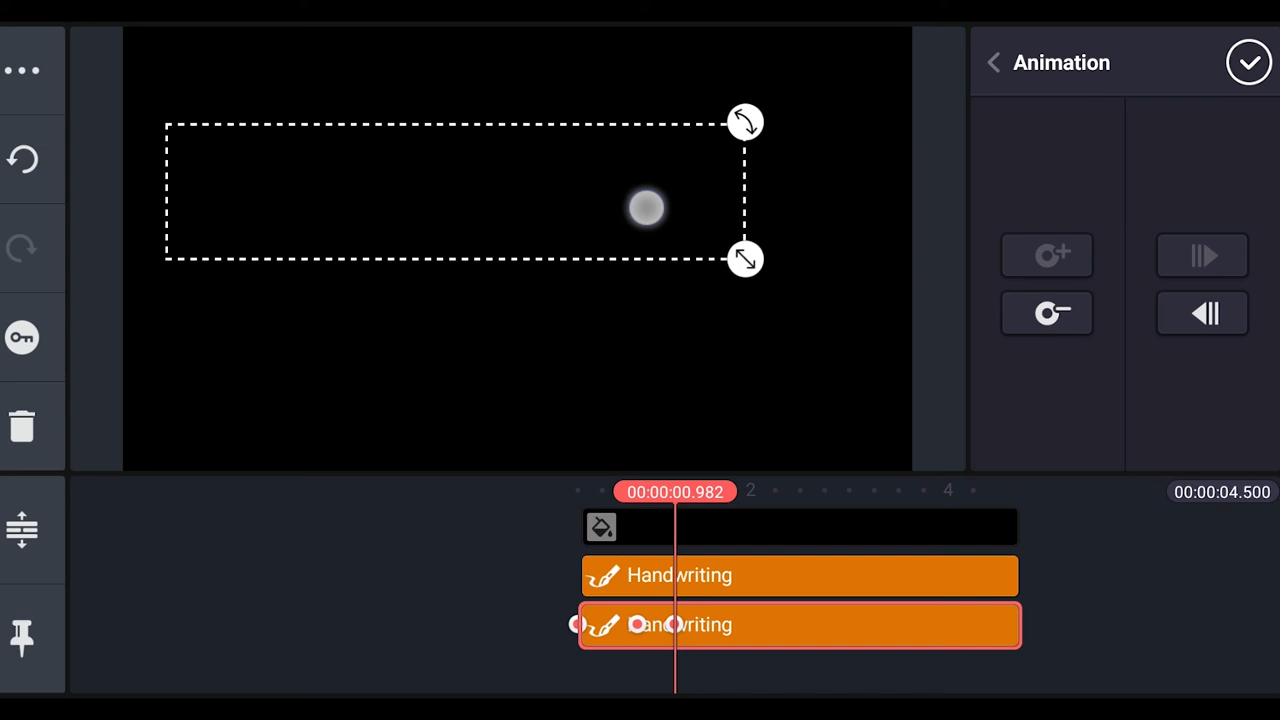 Animation
00:00:00.982
2
4
00:00:04.500
Handwriting
Handwriting